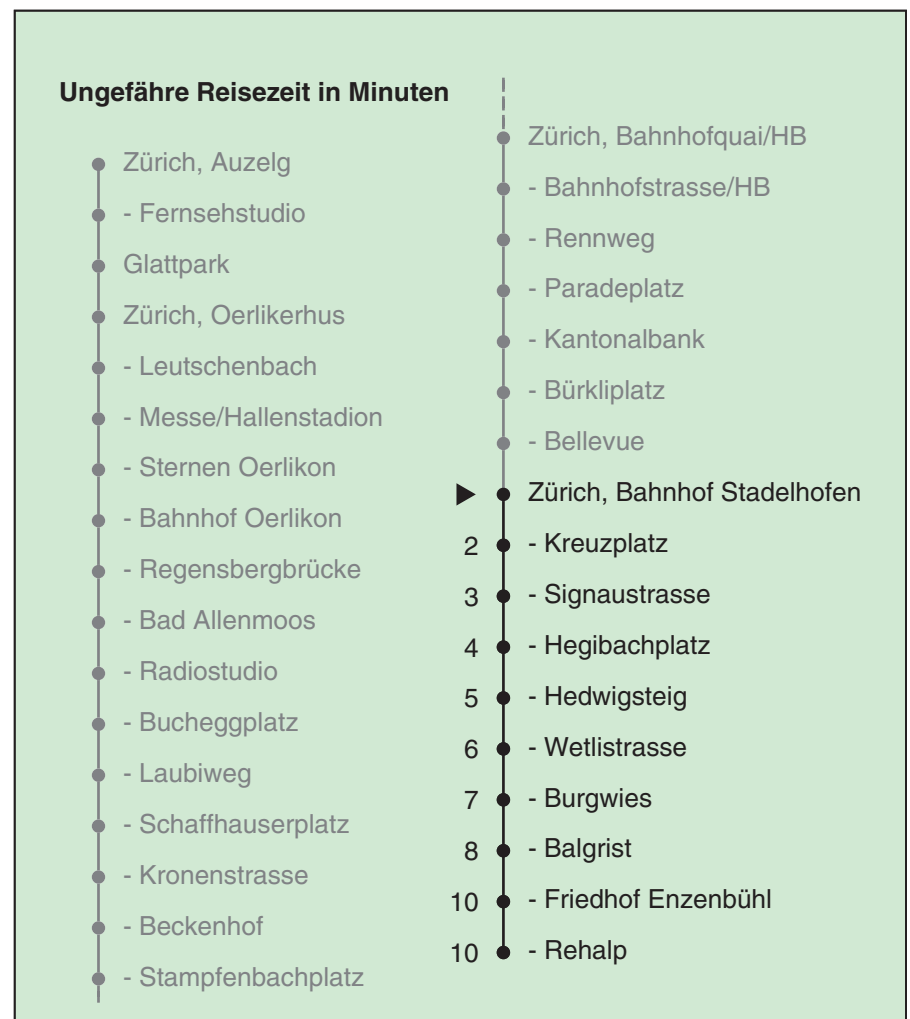 Ungefähre Reisezeit in Minuten
Zürich, Auzelg
- Fernsehstudio
Glattpark
Zürich, Oerlikerhus
- Leutschenbach
- Messe/Hallenstadion
- Sternen Oerlikon
- Bahnhof Oerlikon
- Regensbergbrücke
- Bad Allenmoos
- Radiostudio
- Bucheggplatz
- Laubiweg
- Schaffhauserplatz
- Kronenstrasse
- Beckenhof
- Stampfenbachplatz
Zürich, Bahnhofquai/HB
- Bahnhofstrasse/HB
- Rennweg
- Paradeplatz
- Kantonalbank
- Bürkliplatz
- Bellevue
Zürich, Bahnhof Stadelhofen
2 - Kreuzplatz
3 - Signaustrasse
4 - Hegibachplatz
5 - Hedwigsteig
6 - Wetlistrasse
7 - Burgwies
8 - Balgrist
10 - Friedhof Enzenbühl
10 - Rehalp